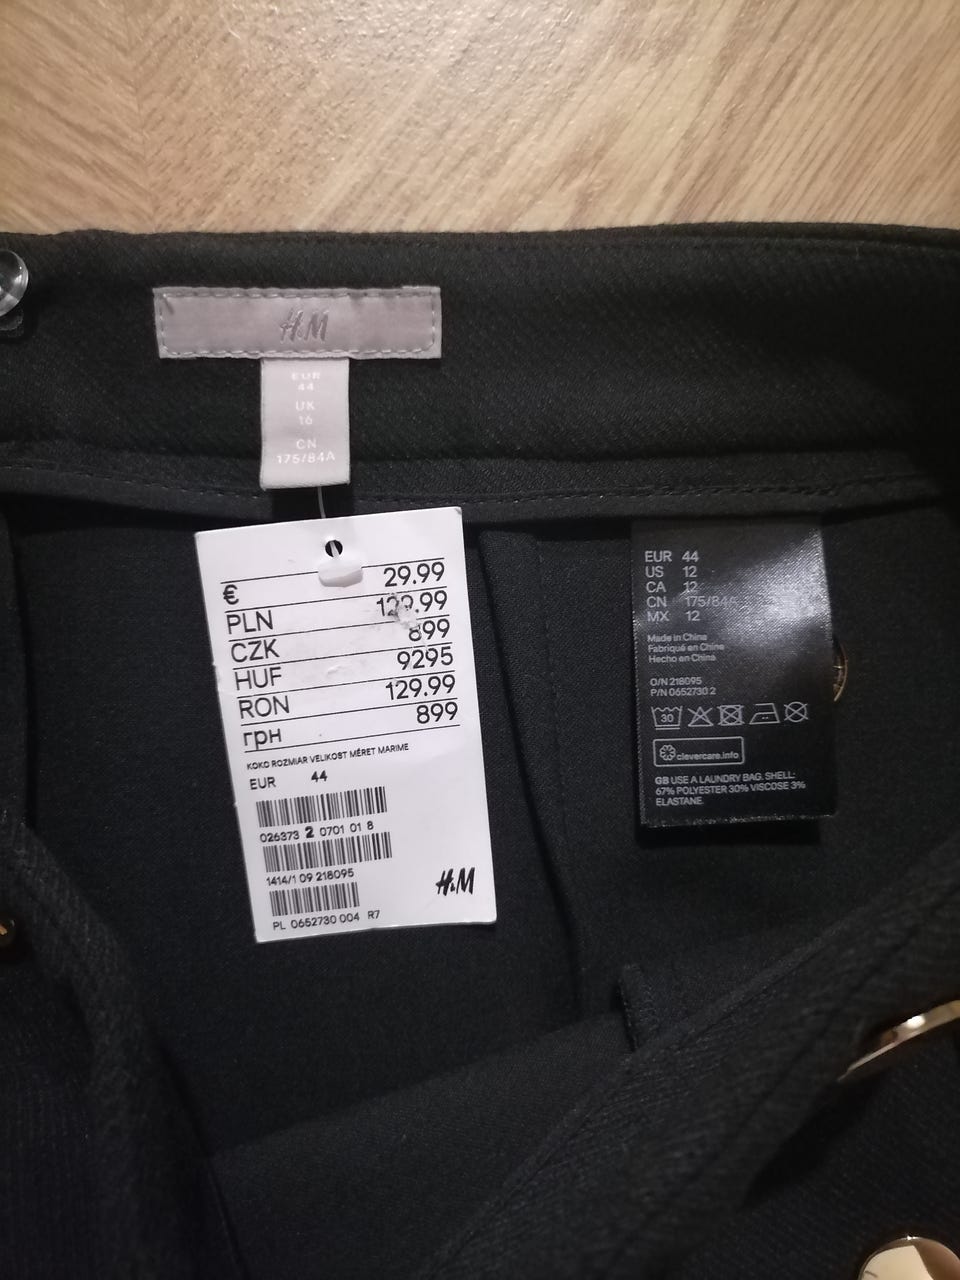 H&M
EUR
44
UK
16
CN
175/84A
€ 29.99
PLN 129.99
CZK 899
HUF 9295
RON 129.99
грн 899
KOKO ROZMIAR VELIKOST MÉRET MARIME
EUR 44
026373 2 0701 01 8
1414/1 09 218095
PL 0652730 004 R7
H&M
EUR 44
US 12
CA 12
CN 175/84A
MX 12
Made in China
Fabriqué en Chine
Hecho en China
O/N 218095
P/N 0652730 2
30
clevercare.info
GB USE A LAUNDRY BAG. SHELL:
67% POLYESTER 30% VISCOSE 3%
ELASTANE.